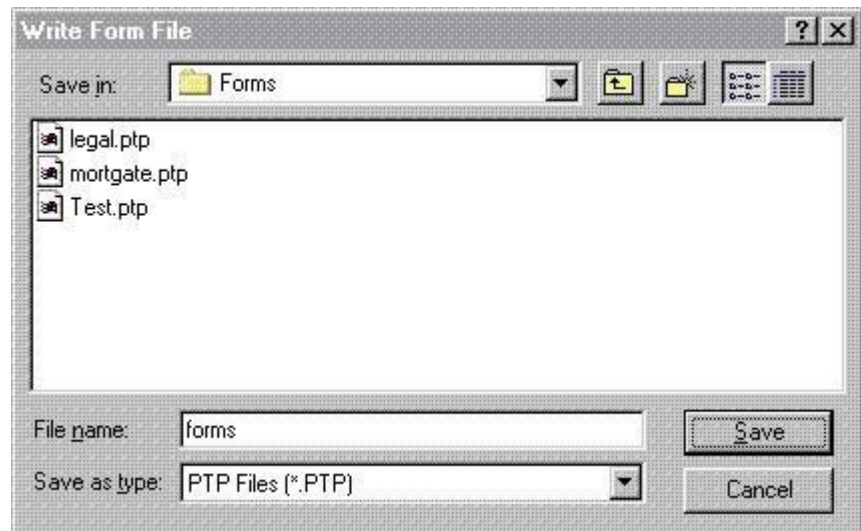 Write Form File
Save in: Forms
legal.ptp
mortgate.ptp
Test.ptp
File name: forms Save
Save as type: PTP Files (*.PTP) Cancel